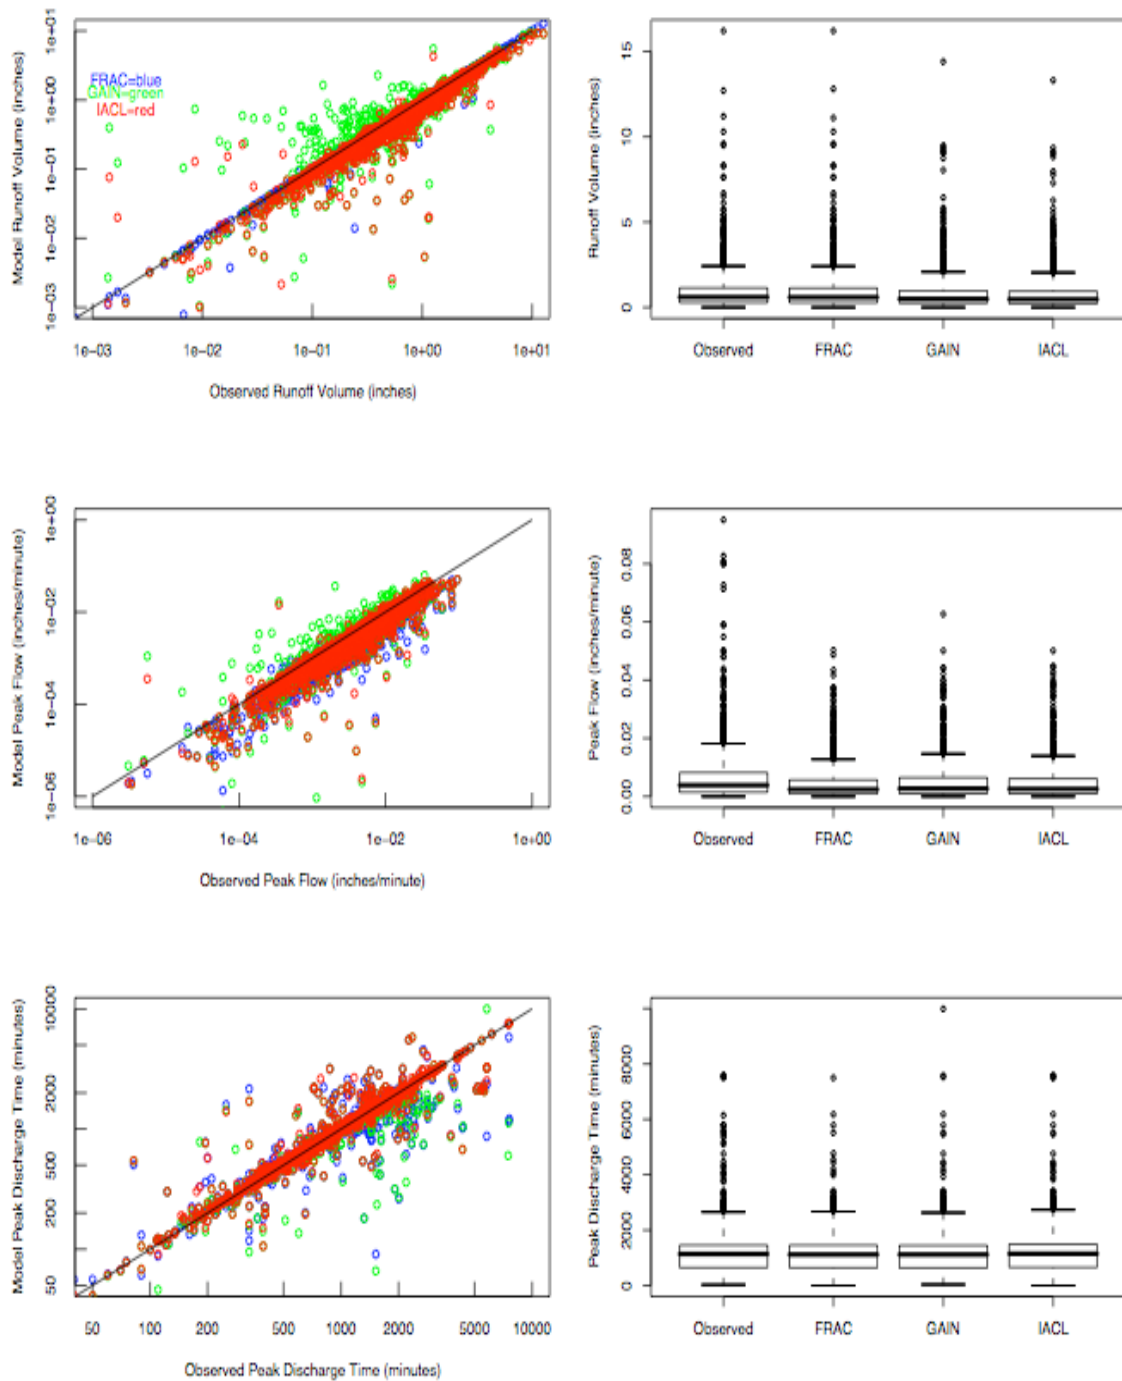 Model Runoff Volume (inches)
1e+01
1e+00
1e-01
1e-02
1e-03
FRAC=blue
GAIN=green
IACL=red
1e-03 1e-02 1e-01 1e+00 1e+01
Observed Runoff Volume (inches)
Runoff Volume (inches)
15
10
5
0
Observed FRAC GAIN IACL
Model Peak Flow (inches/minute)
1e+00
1e-02
1e-04
1e-06
1e-06 1e-04 1e-02 1e+00
Observed Peak Flow (inches/minute)
Peak Flow (inches/minute)
0.08
0.06
0.04
0.02
0.00
Observed FRAC GAIN IACL
Model Peak Discharge Time (minutes)
10000
2000
500
200
50
50 100 200 500 1000 2000 5000 10000
Observed Peak Discharge Time (minutes)
Peak Discharge Time (minutes)
8000
6000
4000
2000
0
Observed FRAC GAIN IACL